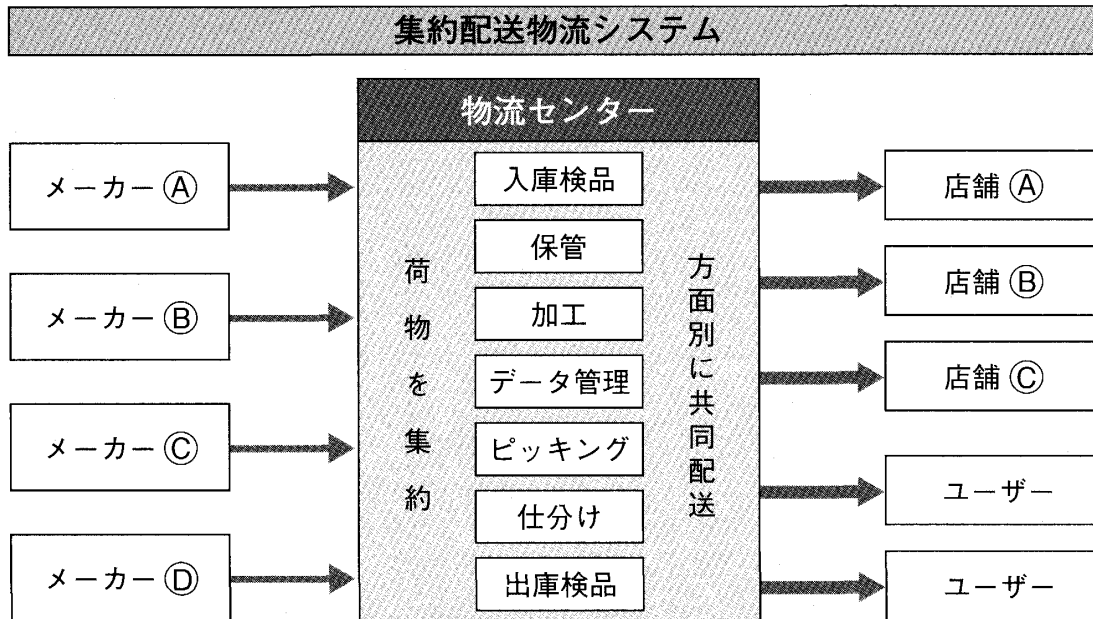 集約配送物流システム
物流センター
メーカーⒶ
メーカーⒷ
メーカーⒸ
メーカーⒹ
荷物を集約
入庫検品
保管
加工
データ管理
ピッキング
仕分け
出庫検品
方面別に共同配送
店舗Ⓐ
店舗Ⓑ
店舗Ⓒ
ユーザー
ユーザー